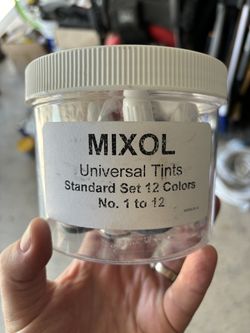 MIXOL
Universal Tints
Standard Set 12 Colors
No. 1 to 12